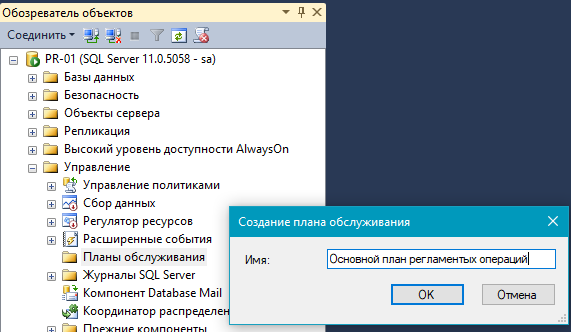 Обозреватель объектов
Соединить
PR-01 (SQL Server 11.0.5058 - sa)
Базы данных
Безопасность
Объекты сервера
Репликация
Высокий уровень доступности AlwaysOn
Управление
Управление политиками
Сбор данных
Регулятор ресурсов
Расширенные события
Планы обслуживания
Журналы SQL Server
Компонент Database Mail
Координатор распределен
Прежние компоненты
Создание плана обслуживания
Имя:
Основной план регламентых операций
OK
Отмена